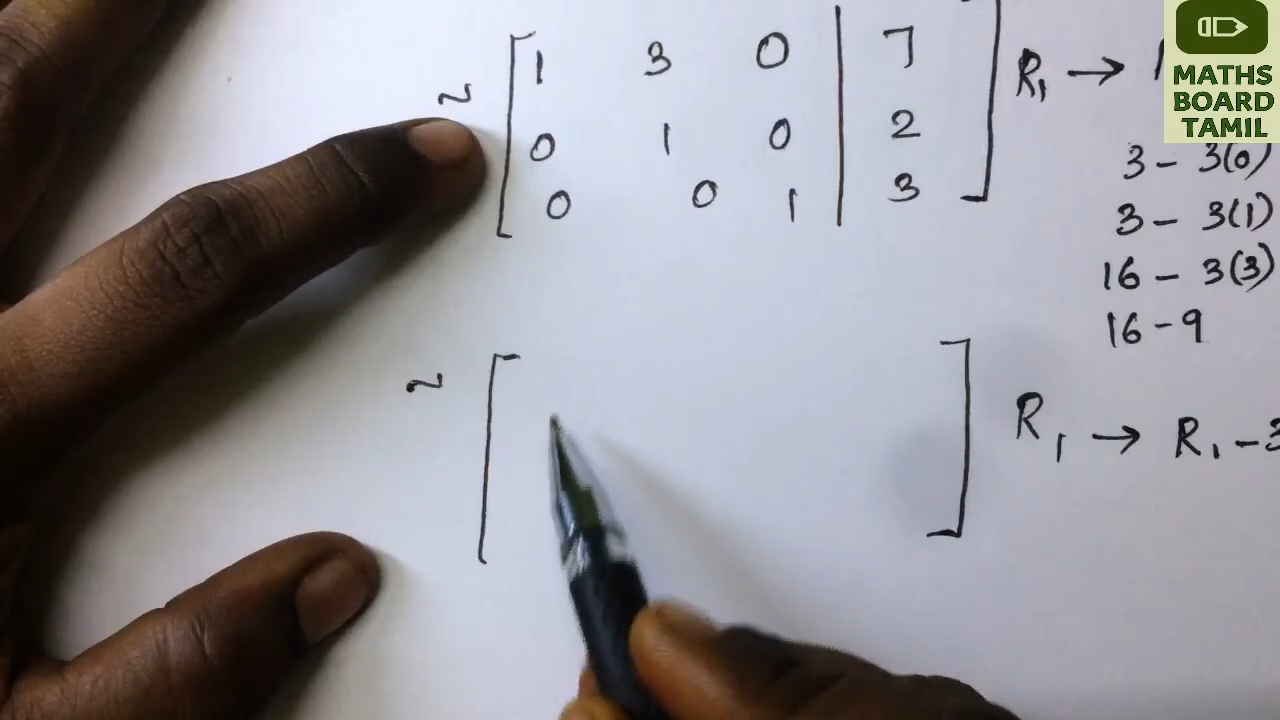 ~ [ 1 3 0 | 7 ] R₁ →
0 1 0 | 2
0 0 1 | 3
3 - 3(0)
3 - 3(1)
16 - 3(3)
16 - 9
~ [ ] R₁ → R₁ - 3
MATHS
BOARD
TAMIL